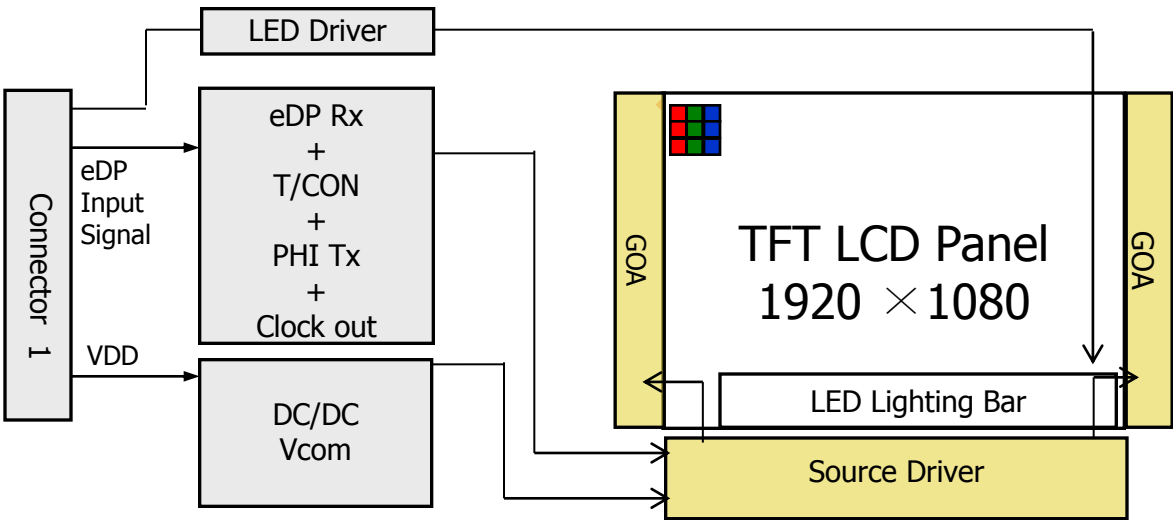 LED Driver
Connector 1
eDP
Input
Signal
VDD
eDP Rx
+
T/CON
+
PHI Tx
+
Clock out
DC/DC
Vcom
GOA
TFT LCD Panel
1920 ×1080
GOA
LED Lighting Bar
Source Driver